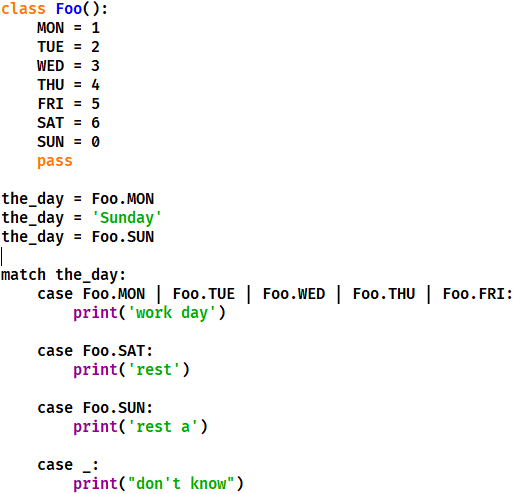 class Foo():
    MON = 1
    TUE = 2
    WED = 3
    THU = 4
    FRI = 5
    SAT = 6
    SUN = 0
    pass

the_day = Foo.MON
the_day = 'Sunday'
the_day = Foo.SUN

match the_day:
    case Foo.MON | Foo.TUE | Foo.WED | Foo.THU | Foo.FRI:
        print('work day')

    case Foo.SAT:
        print('rest')

    case Foo.SUN:
        print('rest a')

    case _:
        print("don't know")